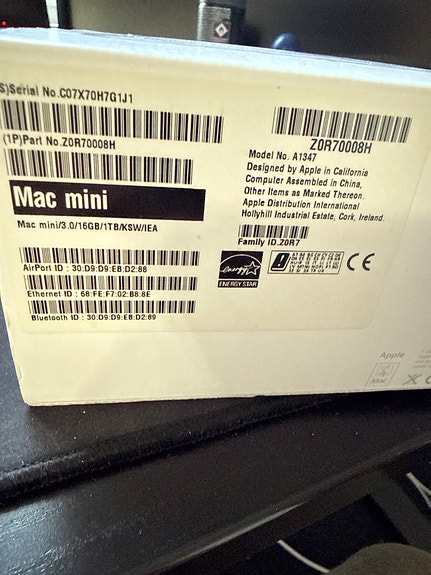 (S)Serial No.C07X70H7G1J1
(1P)Part No.Z0R70008H
Mac mini
Mac mini/3.0/16GB/1TB/KSW/IEA
AirPort ID : 30:D9:D9:EB:D2:88
Ethernet ID : 68:FE:F7:02:B8:8E
Bluetooth ID : 30:D9:D9:EB:D2:89
Z0R70008H
Model No. A1347
Designed by Apple in California
Computer Assembled in China,
Other Items as Marked Thereon.
Apple Distribution International
Hollyhill Industrial Estate, Cork, Ireland.
Family ID.Z0R7
energy
ENERGY STAR
CE
Apple
Mac